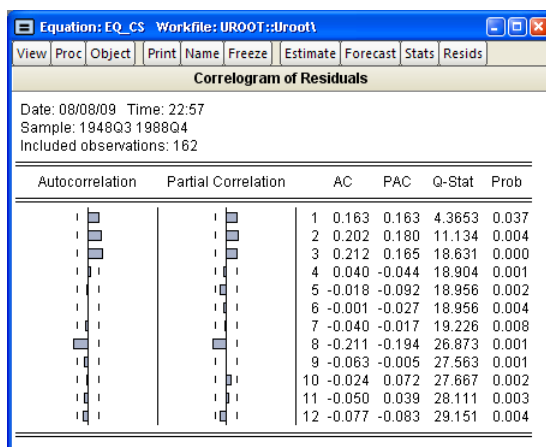 Equation: EQ_CS Workfile: UROOT::Uroot\
View Proc Object Print Name Freeze Estimate Forecast Stats Resids
Correlogram of Residuals
Date: 08/08/09 Time: 22:57
Sample: 1948Q3 1988Q4
Included observations: 162
Autocorrelation Partial Correlation AC PAC Q-Stat Prob
1 0.163 0.163 4.3653 0.037
2 0.202 0.180 11.134 0.004
3 0.212 0.165 18.631 0.000
4 0.040 -0.044 18.904 0.001
5 -0.018 -0.092 18.956 0.002
6 -0.001 -0.027 18.956 0.004
7 -0.040 -0.017 19.226 0.008
8 -0.211 -0.194 26.873 0.001
9 -0.063 -0.005 27.563 0.001
10 -0.024 0.072 27.667 0.002
11 -0.050 0.039 28.111 0.003
12 -0.077 -0.083 29.151 0.004